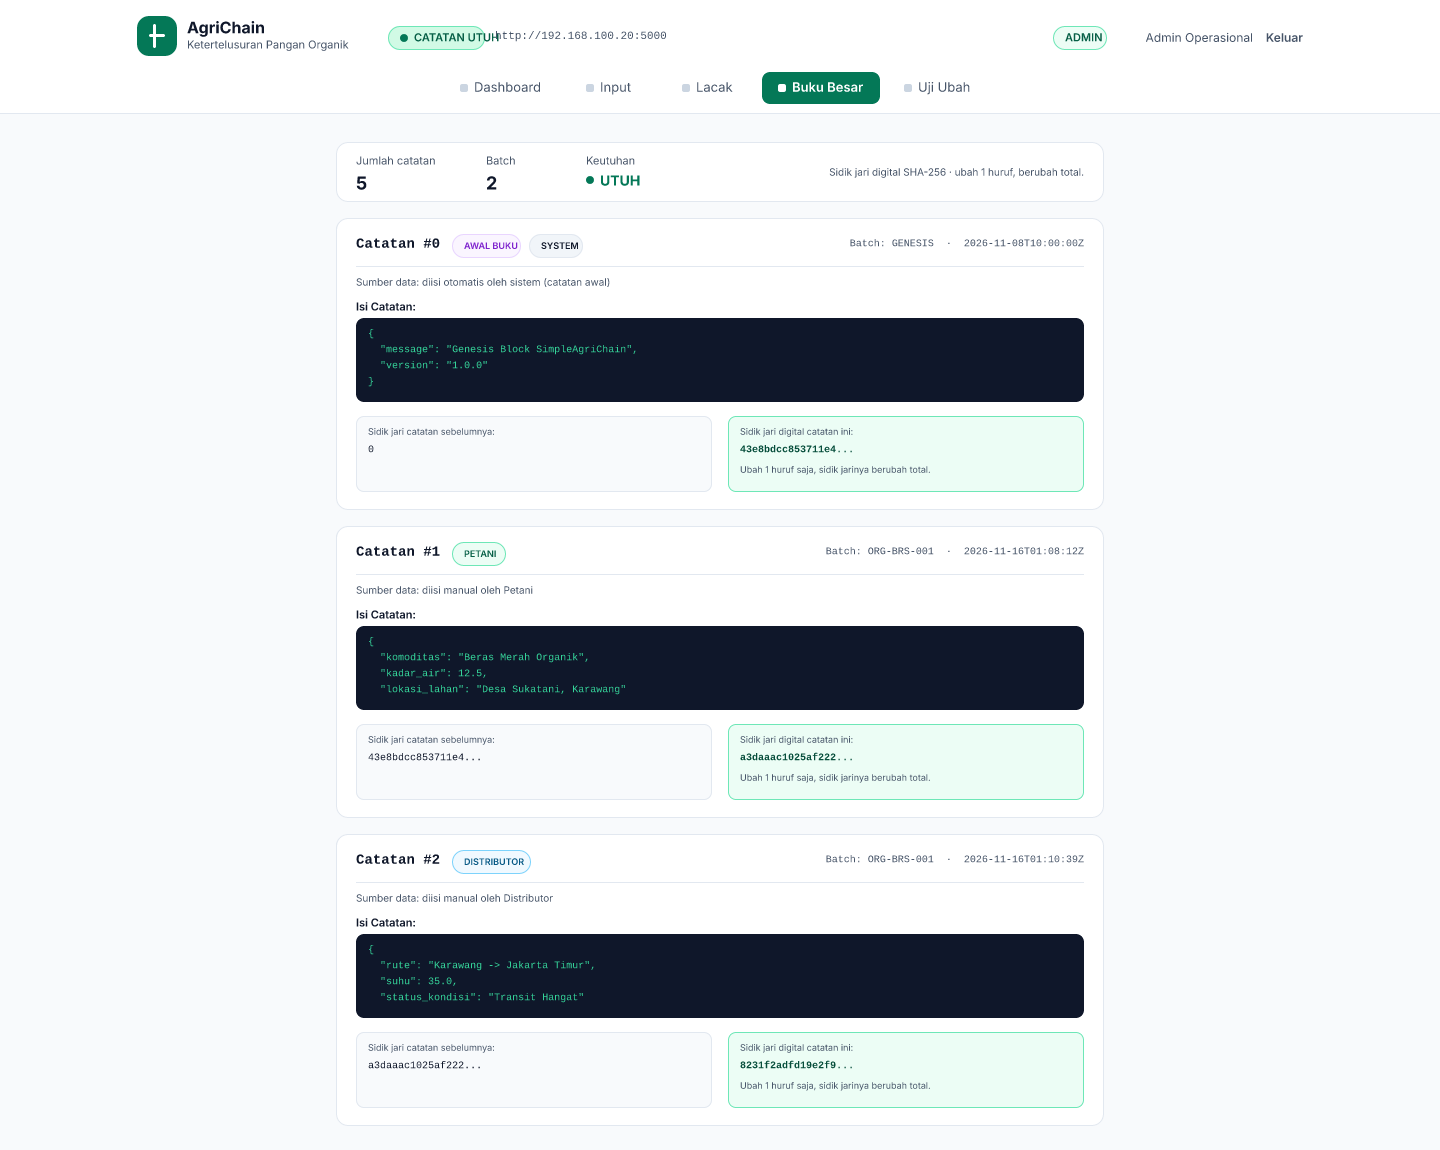 AgriChain
Ketertelusuran Pangan Organik
CATATAN UTUH
http://192.168.100.20:5000
ADMIN
Admin Operasional
Keluar
Dashboard
Input
Lacak
Buku Besar
Uji Ubah
Jumlah catatan
5
Batch
2
Keutuhan
UTUH
Sidik jari digital SHA-256 · ubah 1 huruf, berubah total.
Catatan #0
AWAL BUKU
SYSTEM
Batch: GENESIS · 2026-11-08T10:00:00Z
Sumber data: diisi otomatis oleh sistem (catatan awal)
Isi Catatan:
{
"message": "Genesis Block SimpleAgriChain",
"version": "1.0.0"
}
Sidik jari catatan sebelumnya:
0
Sidik jari digital catatan ini:
43e8bdcc853711e4...
Ubah 1 huruf saja, sidik jarinya berubah total.
Catatan #1
PETANI
Batch: ORG-BRS-001 · 2026-11-16T01:08:12Z
Sumber data: diisi manual oleh Petani
Isi Catatan:
{
"komoditas": "Beras Merah Organik",
"kadar_air": 12.5,
"lokasi_lahan": "Desa Sukatani, Karawang"
Sidik jari catatan sebelumnya:
43e8bdcc853711e4...
Sidik jari digital catatan ini:
a3daaac1025af222...
Ubah 1 huruf saja, sidik jarinya berubah total.
Catatan #2
DISTRIBUTOR
Batch: ORG-BRS-001 · 2026-11-16T01:10:39Z
Sumber data: diisi manual oleh Distributor
Isi Catatan:
{
"rute": "Karawang -> Jakarta Timur",
"suhu": 35.0,
"status_kondisi": "Transit Hangat"
Sidik jari catatan sebelumnya:
a3daaac1025af222...
Sidik jari digital catatan ini:
8231f2adfd19e2f9...
Ubah 1 huruf saja, sidik jarinya berubah total.